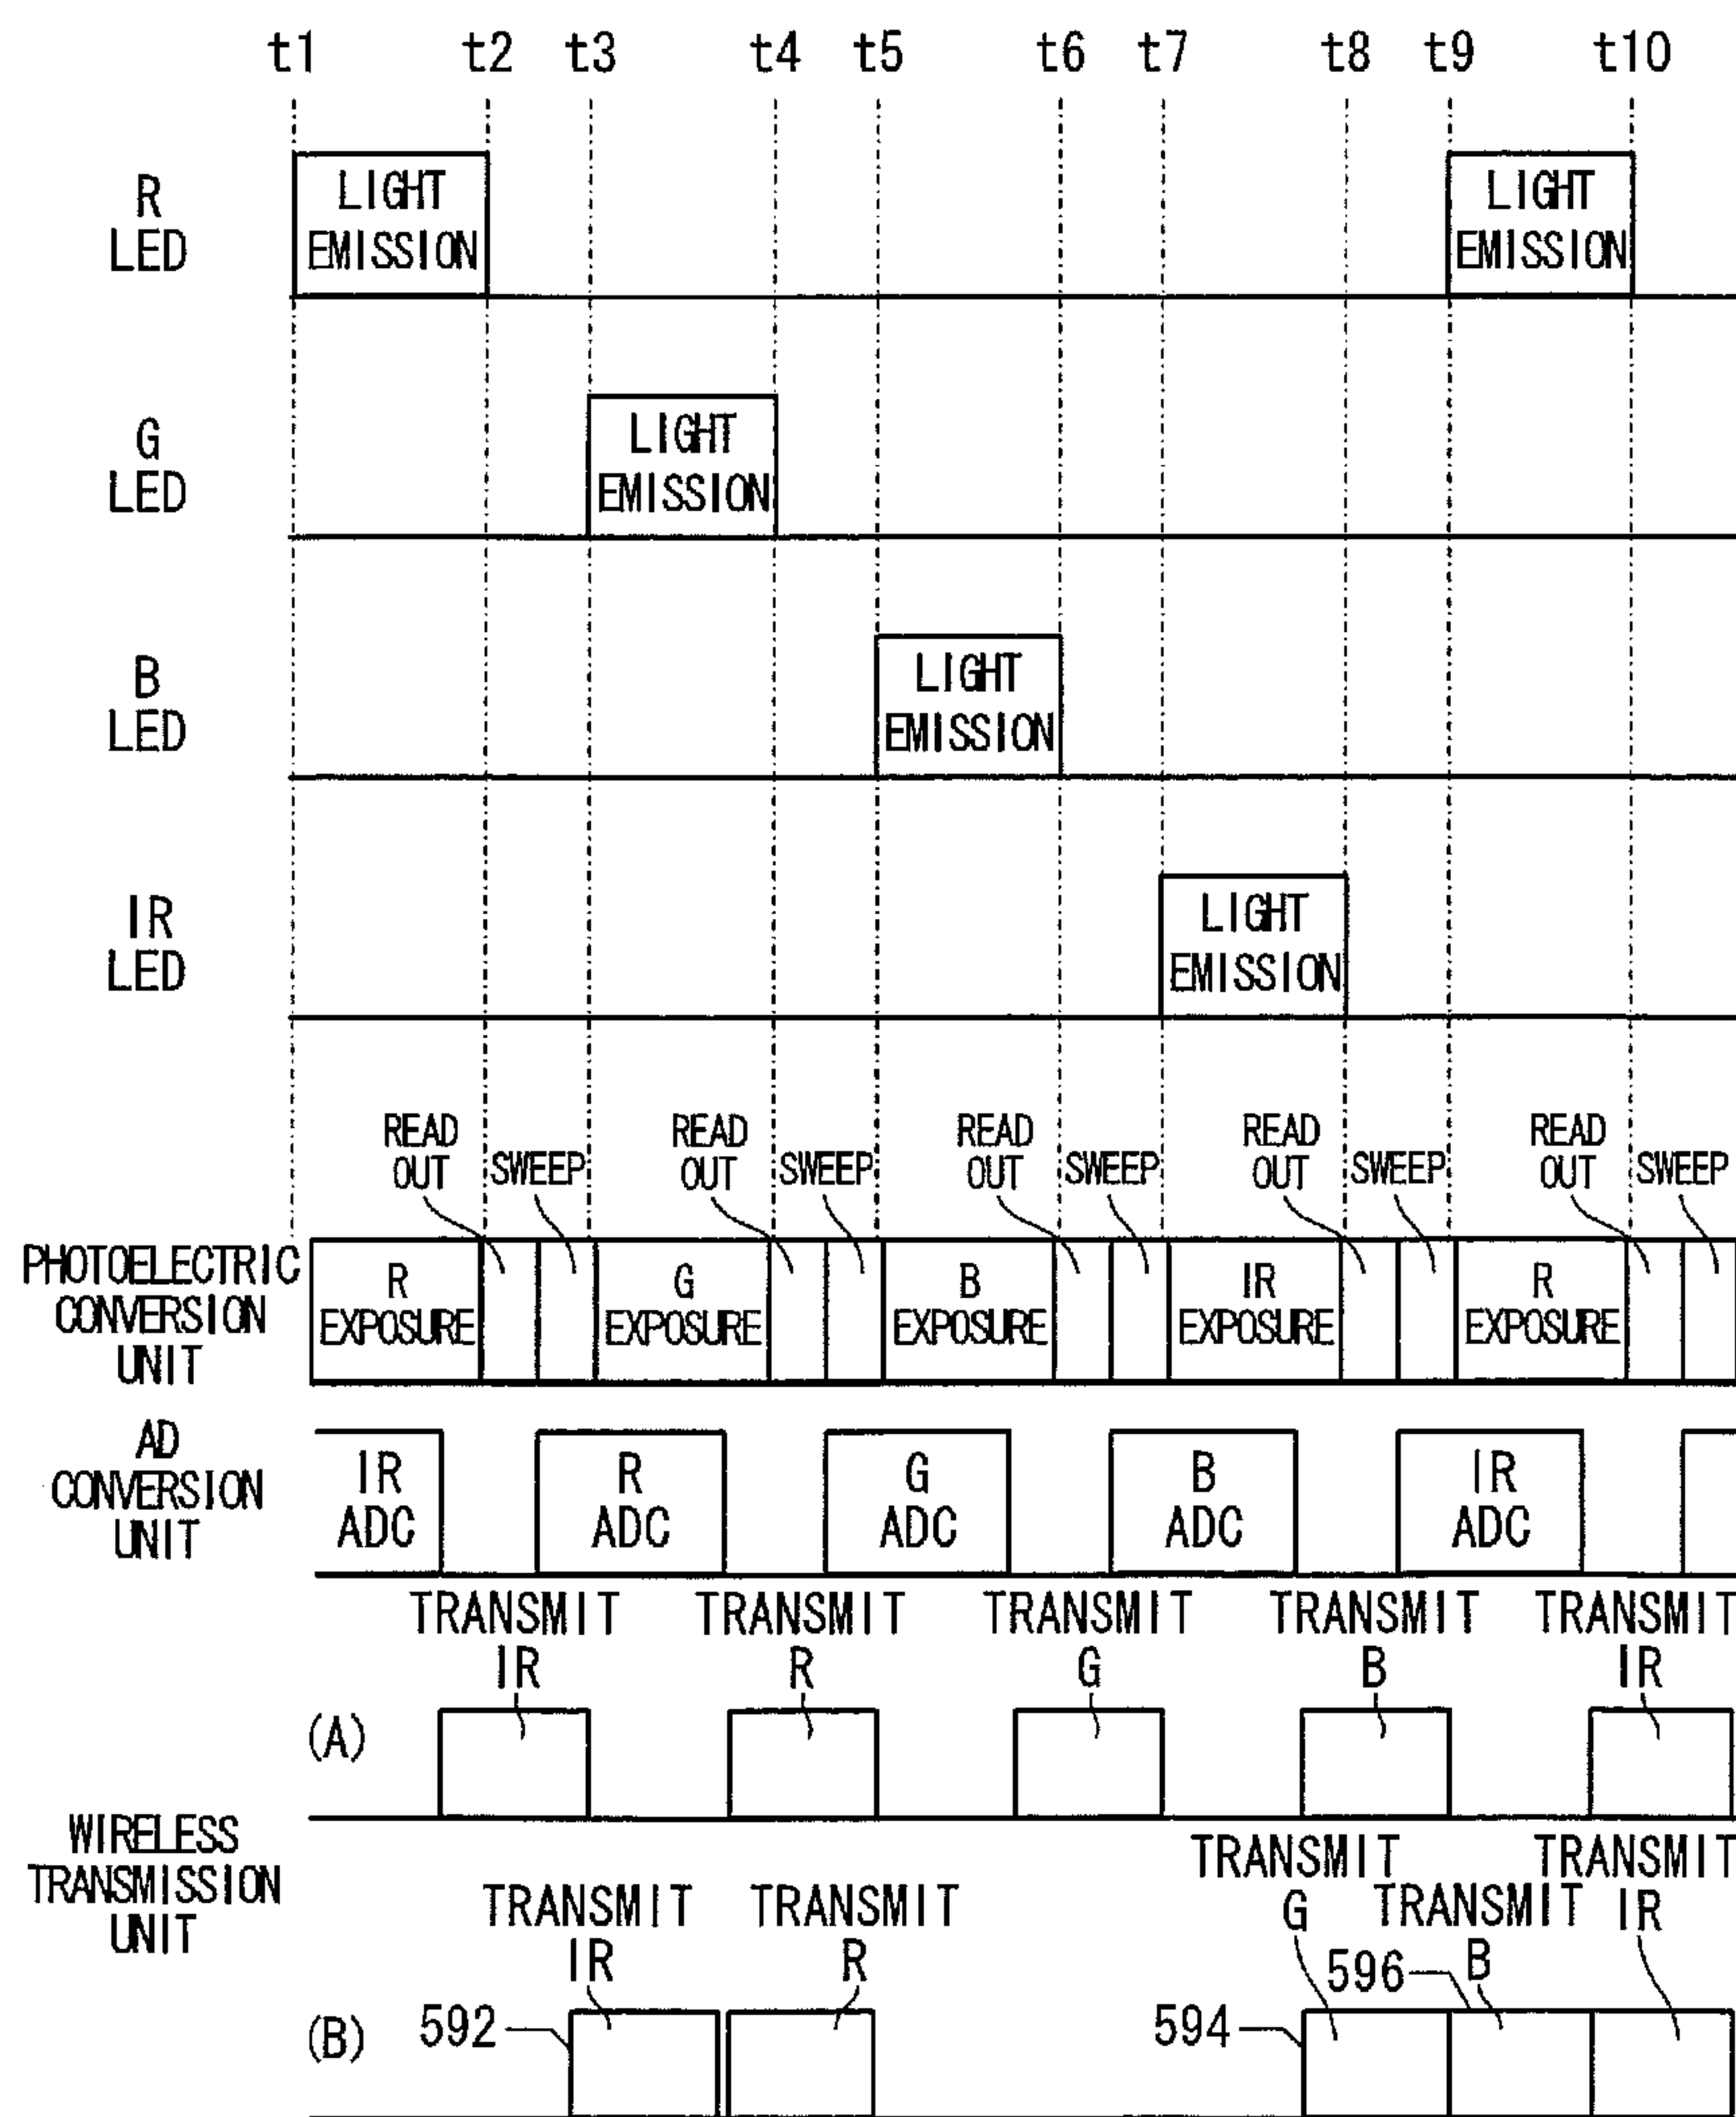 t1 t2 t3 t4 t5 t6 t7 t8 t9 t10
R
LED
LIGHT
EMISSION
LIGHT
EMISSION
G
LED
LIGHT
EMISSION
B
LED
LIGHT
EMISSION
IR
LED
LIGHT
EMISSION
READ
OUT
SWEEP
READ
OUT
SWEEP
READ
OUT
SWEEP
READ
OUT
SWEEP
READ
OUT
SWEEP
PHOTOELECTRIC
CONVERSION
UNIT
R
EXPOSURE
G
EXPOSURE
B
EXPOSURE
IR
EXPOSURE
R
EXPOSURE
AD
CONVERSION
UNIT
IR
ADC
R
ADC
G
ADC
B
ADC
IR
ADC
TRANSMIT
IR
TRANSMIT
R
TRANSMIT
G
TRANSMIT
B
TRANSMIT
IR
(A)
WIRELESS
TRANSMISSION
UNIT
TRANSMIT
IR
TRANSMIT
R
TRANSMIT
G
TRANSMIT
B
TRANSMIT
IR
(B)
592
594
596